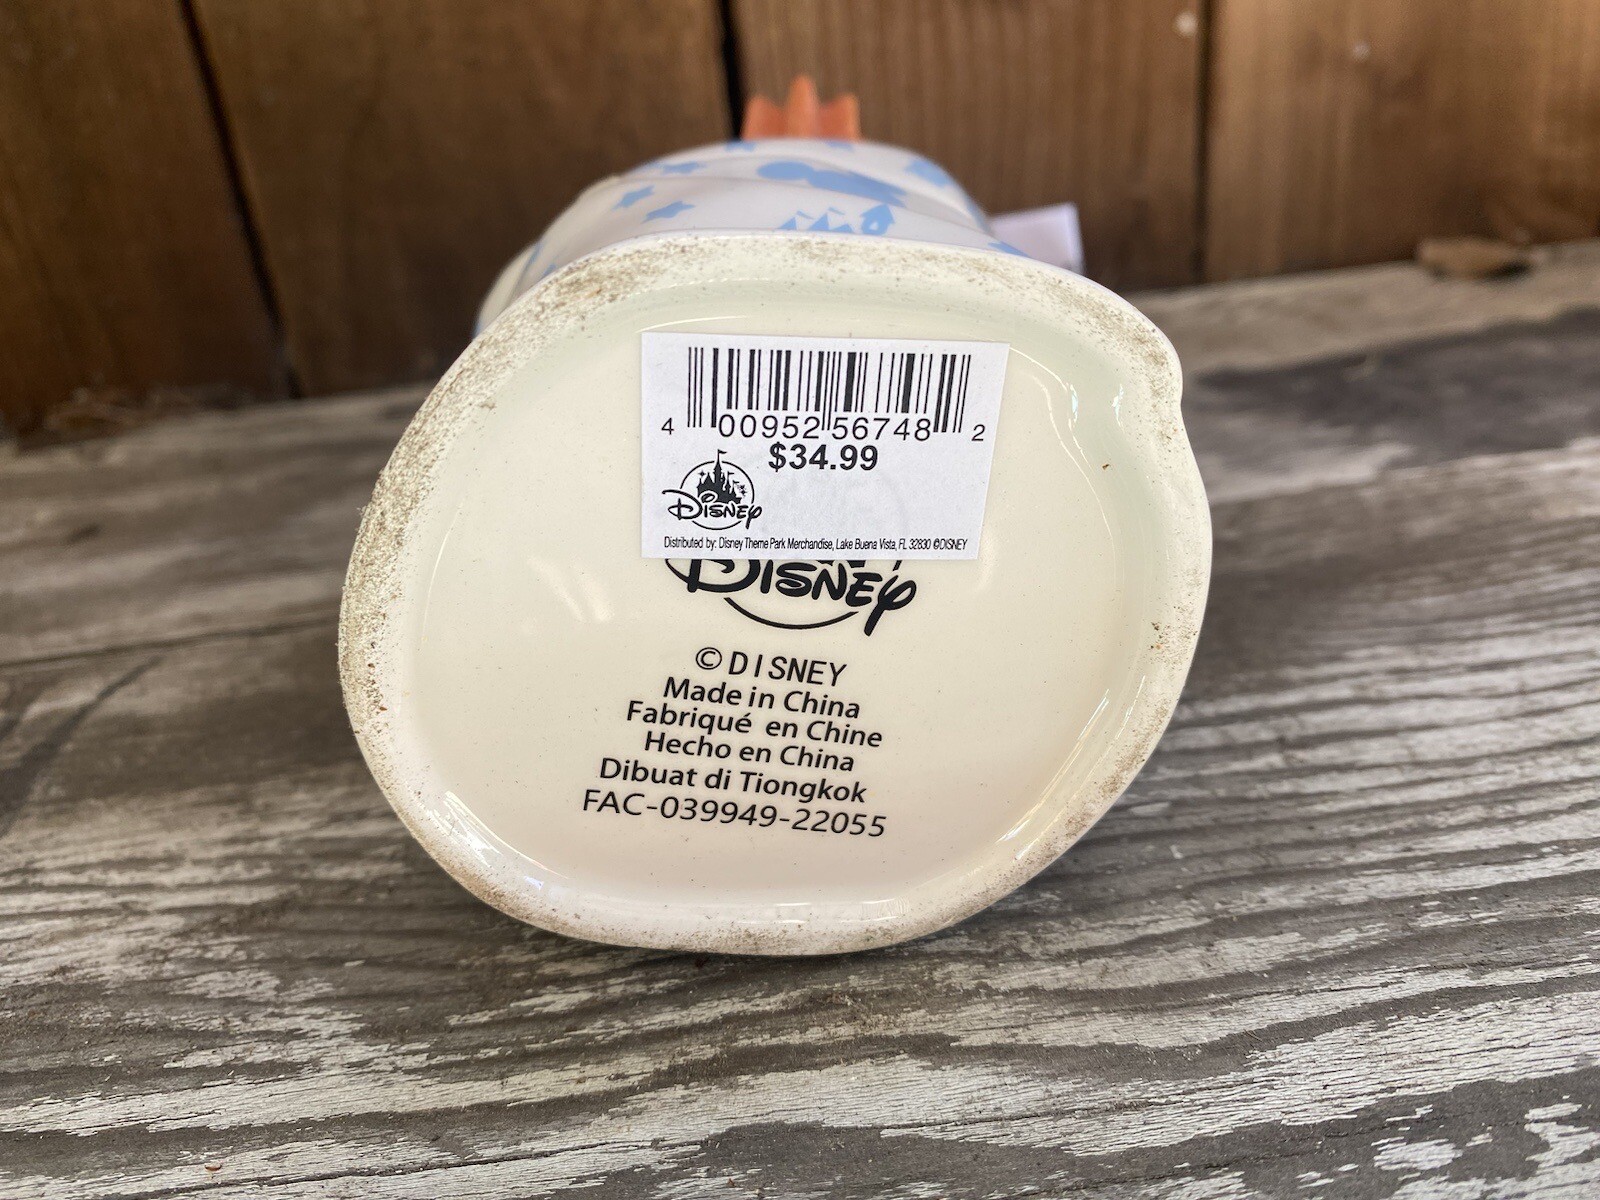 4 00952 56748 2
$34.99
Disney
Distributed by: Disney Theme Park Merchandise, Lake Buena Vista, FL 32830 ©DISNEY
Disney
© DISNEY
Made in China
Fabriqué en Chine
Hecho en China
Dibuat di Tiongkok
FAC-039949-22055